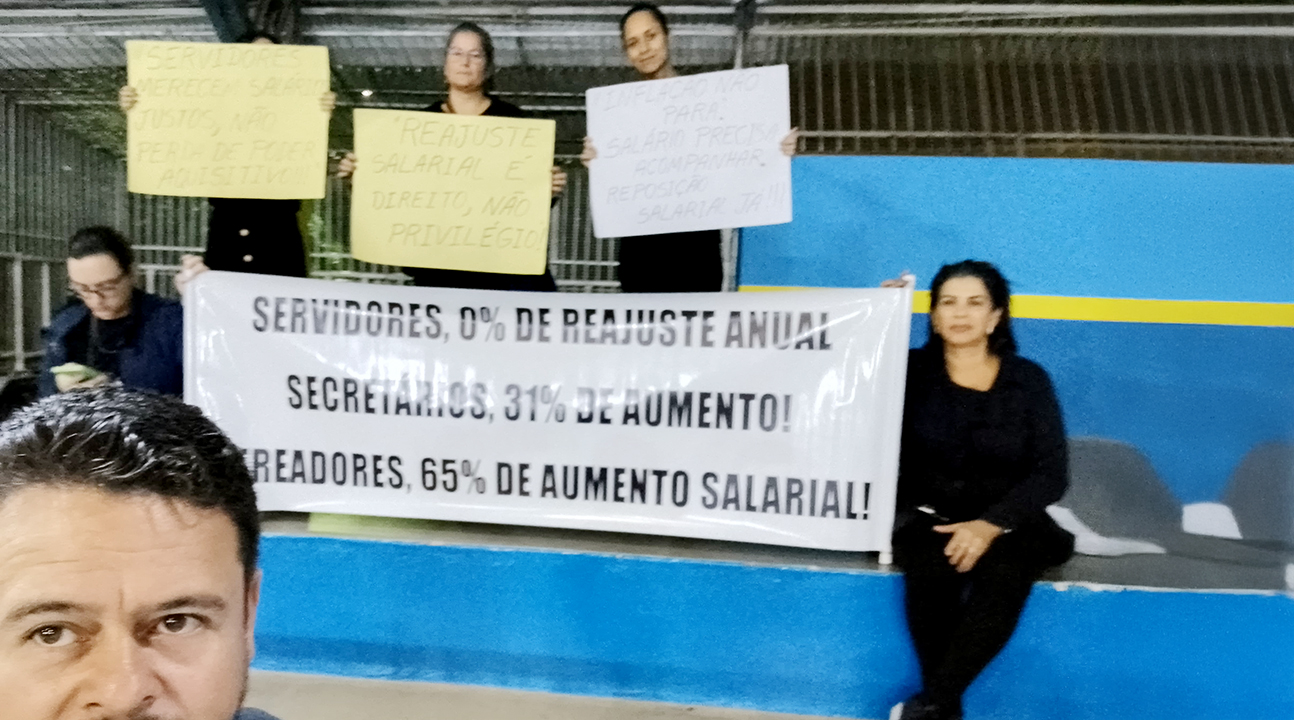 "SERVIDORES
MERECEM SALÁRIO
JUSTOS, NÃO
PERDA DE PODER
AQUISITIVO!!!
"REAJUSTE
SALARIAL É
DIREITO, NÃO
PRIVILÉGIO!
"INFLAÇÃO NÃO
PARA".
SALÁRIO PRECISA
ACOMPANHAR.
REPOSIÇÃO
SALARIAL JÁ!!!
SERVIDORES, 0% DE REAJUSTE ANUAL
SECRETÁRIOS, 31% DE AUMENTO!
EREADORES, 65% DE AUMENTO SALARIAL!